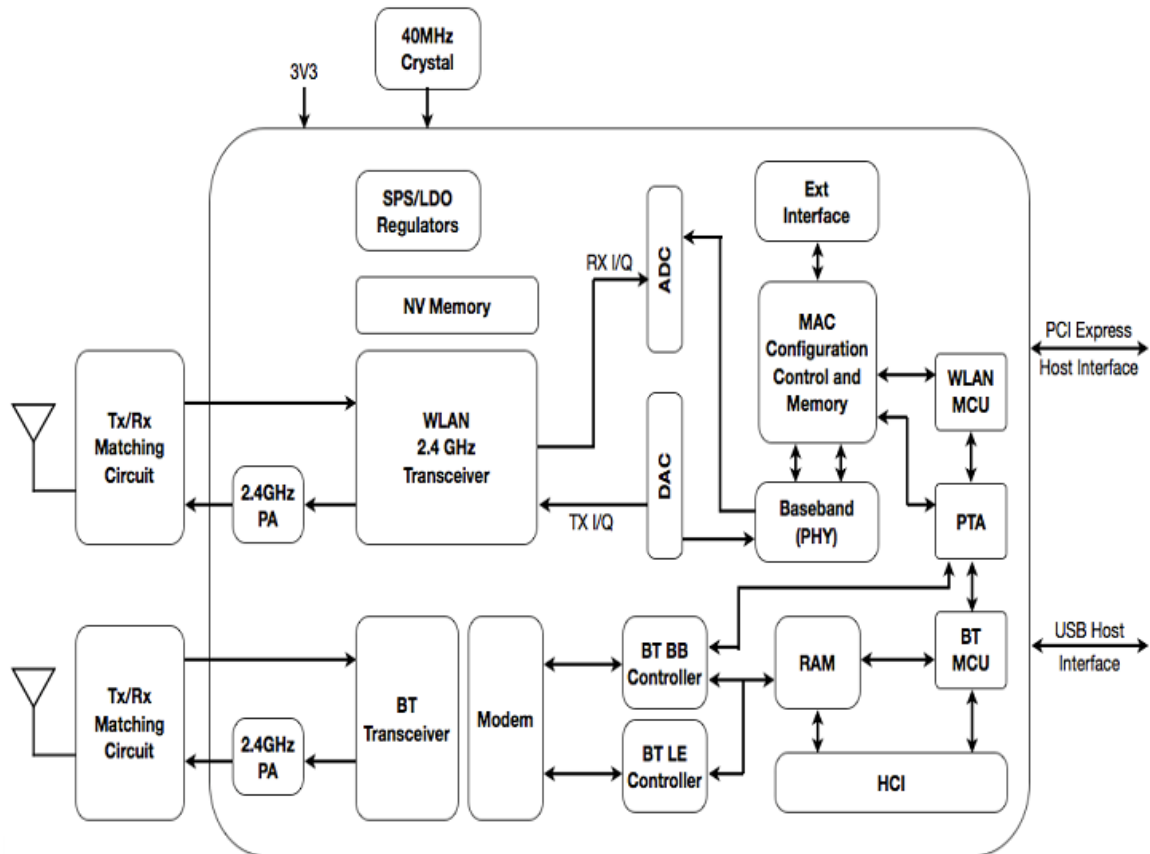 40MHz
Crystal
3V3
SPS/LDO
Regulators
NV Memory
RX I/Q
ADC
Ext
Interface
MAC
Configuration
Control and
Memory
PCI Express
Host Interface
WLAN
MCU
Tx/Rx
Matching
Circuit
2.4GHz
PA
WLAN
2.4 GHz
Transceiver
TX I/Q
DAC
Baseband
(PHY)
PTA
Tx/Rx
Matching
Circuit
2.4GHz
PA
BT
Transceiver
Modem
BT BB
Controller
BT LE
Controller
RAM
BT
MCU
USB Host
Interface
HCI